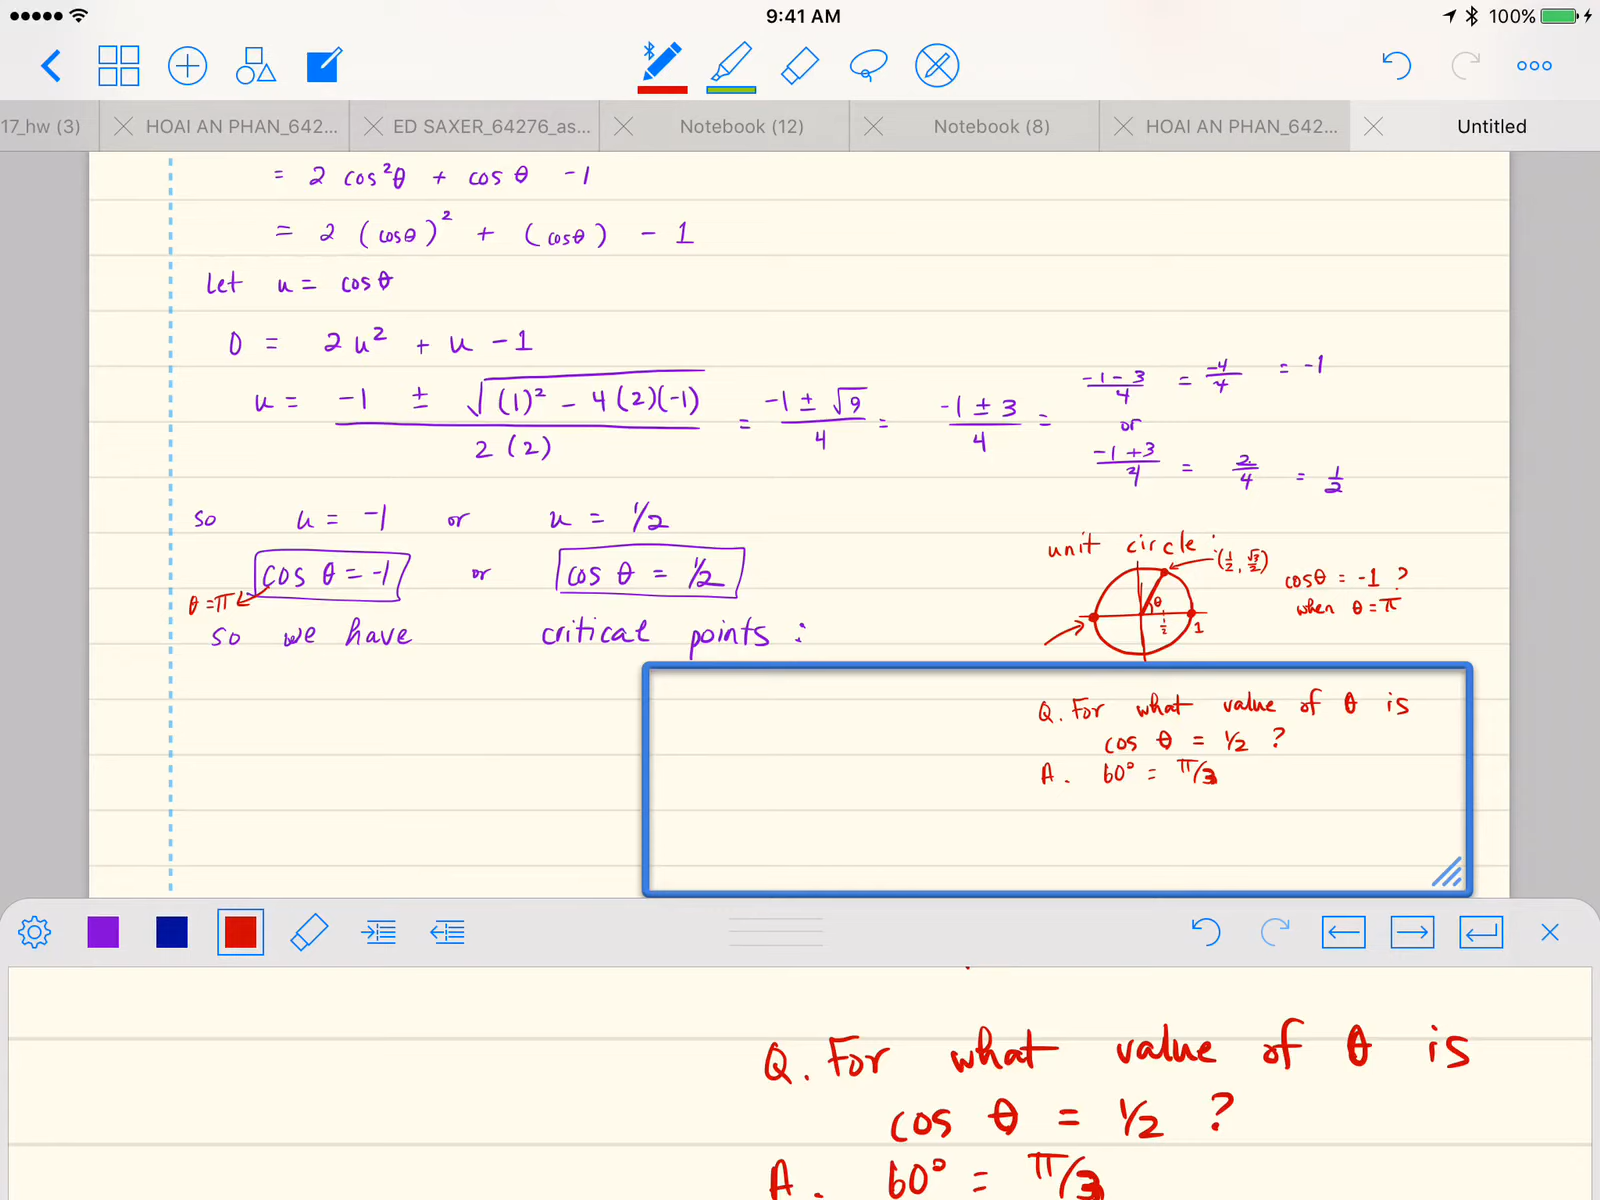 9:41 AM
100%
17_hw (3)
HOAI AN PHAN_642...
ED SAXER_64276_as...
Notebook (12)
Notebook (8)
HOAI AN PHAN_642...
Untitled
= 2 cos²θ + cos θ -1
= 2 (cosθ)² + (cosθ) - 1
Let u = cos θ
0 = 2u² + u -1
u = -1 ± √(1)² - 4(2)(-1) / 2(2) = -1 ± √9 / 4 = -1 ± 3 / 4 =
-1-3/4 = -4/4 = -1
or
-1+3/4 = 2/4 = 1/2
so u = -1 or u = 1/2
cos θ = -1 or cos θ = 1/2
θ = π
so we have critical points :
unit circle :
(1/2, √3/2)
θ
1/2
1
cosθ = -1 ?
when θ = π
Q. For what value of θ is
cos θ = 1/2 ?
A. 60° = π/3
Q. For what value of θ is
cos θ = 1/2 ?
A. 60° = π/3